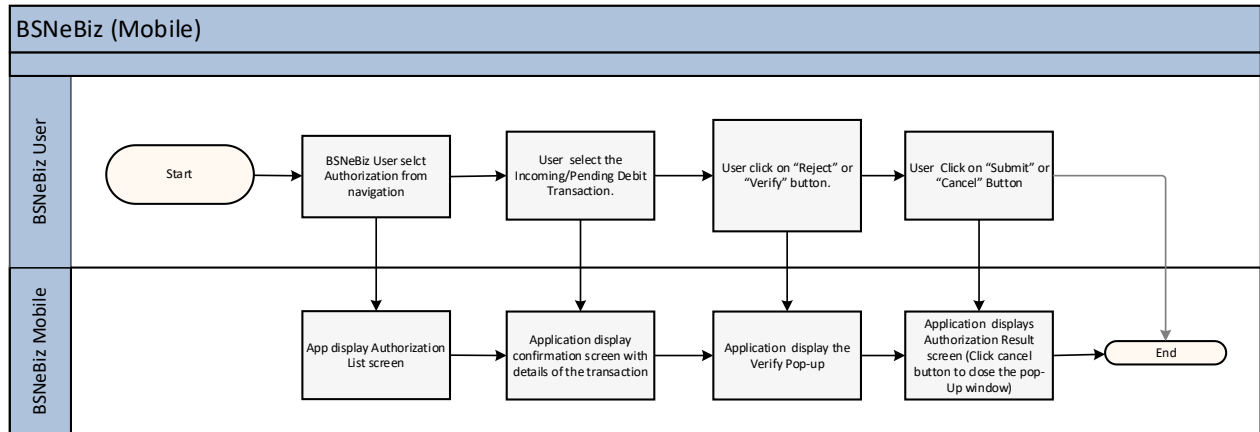 BSNeBiz (Mobile)
BSNeBiz User
Start
BSNeBiz User selct
Authorization from
navigation
User select the
Incoming/Pending Debit
Transaction.
User click on “Reject” or
“Verify” button.
User Click on “Submit” or
“Cancel” Button
BSNeBiz Mobile
App display Authorization
List screen
Application display
confirmation screen with
details of the transaction
Application display the
Verify Pop-up
Application displays
Authorization Result
screen (Click cancel
button to close the pop-
Up window)
End